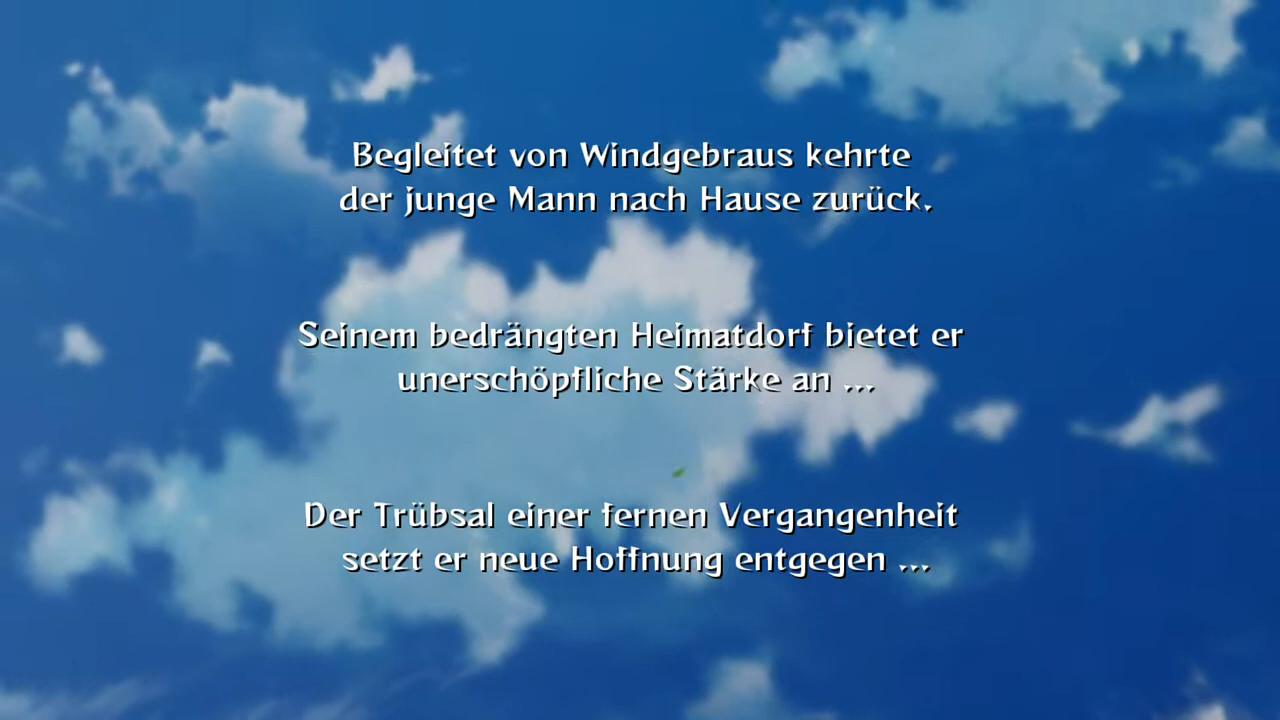 Begleitet von Windgebraus kehrte
der junge Mann nach Hause zurück.
Seinem bedrängten Heimatdorf bietet er
unerschöpfliche Stärke an ...
Der Trübsal einer fernen Vergangenheit
setzt er neue Hoffnung entgegen ...